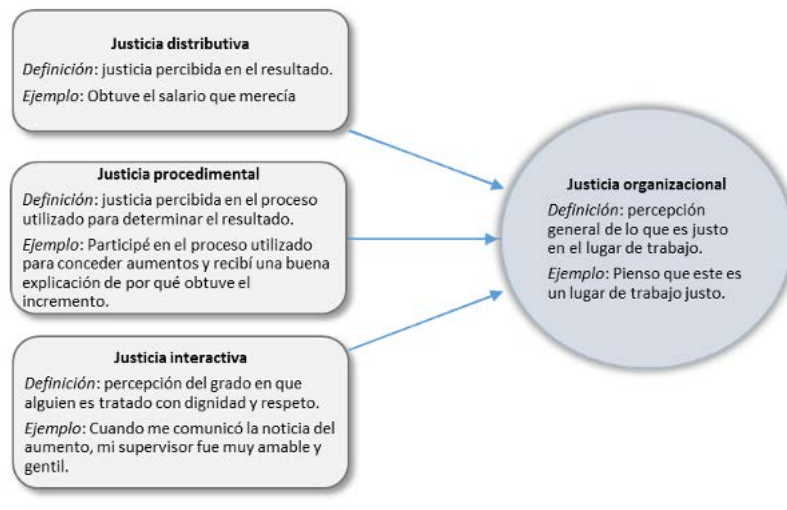 Justicia distributiva
Definición: justicia percibida en el resultado.
Ejemplo: Obtuve el salario que merecía
Justicia procedimental
Definición: justicia percibida en el proceso
utilizado para determinar el resultado.
Ejemplo: Participé en el proceso utilizado
para conceder aumentos y recibí una buena
explicación de por qué obtuve el
incremento.
Justicia interactiva
Definición: percepción del grado en que
alguien es tratado con dignidad y respeto.
Ejemplo: Cuando me comunicó la noticia del
aumento, mi supervisor fue muy amable y
gentil.
Justicia organizacional
Definición: percepción
general de lo que es justo
en el lugar de trabajo.
Ejemplo: Pienso que este es
un lugar de trabajo justo.